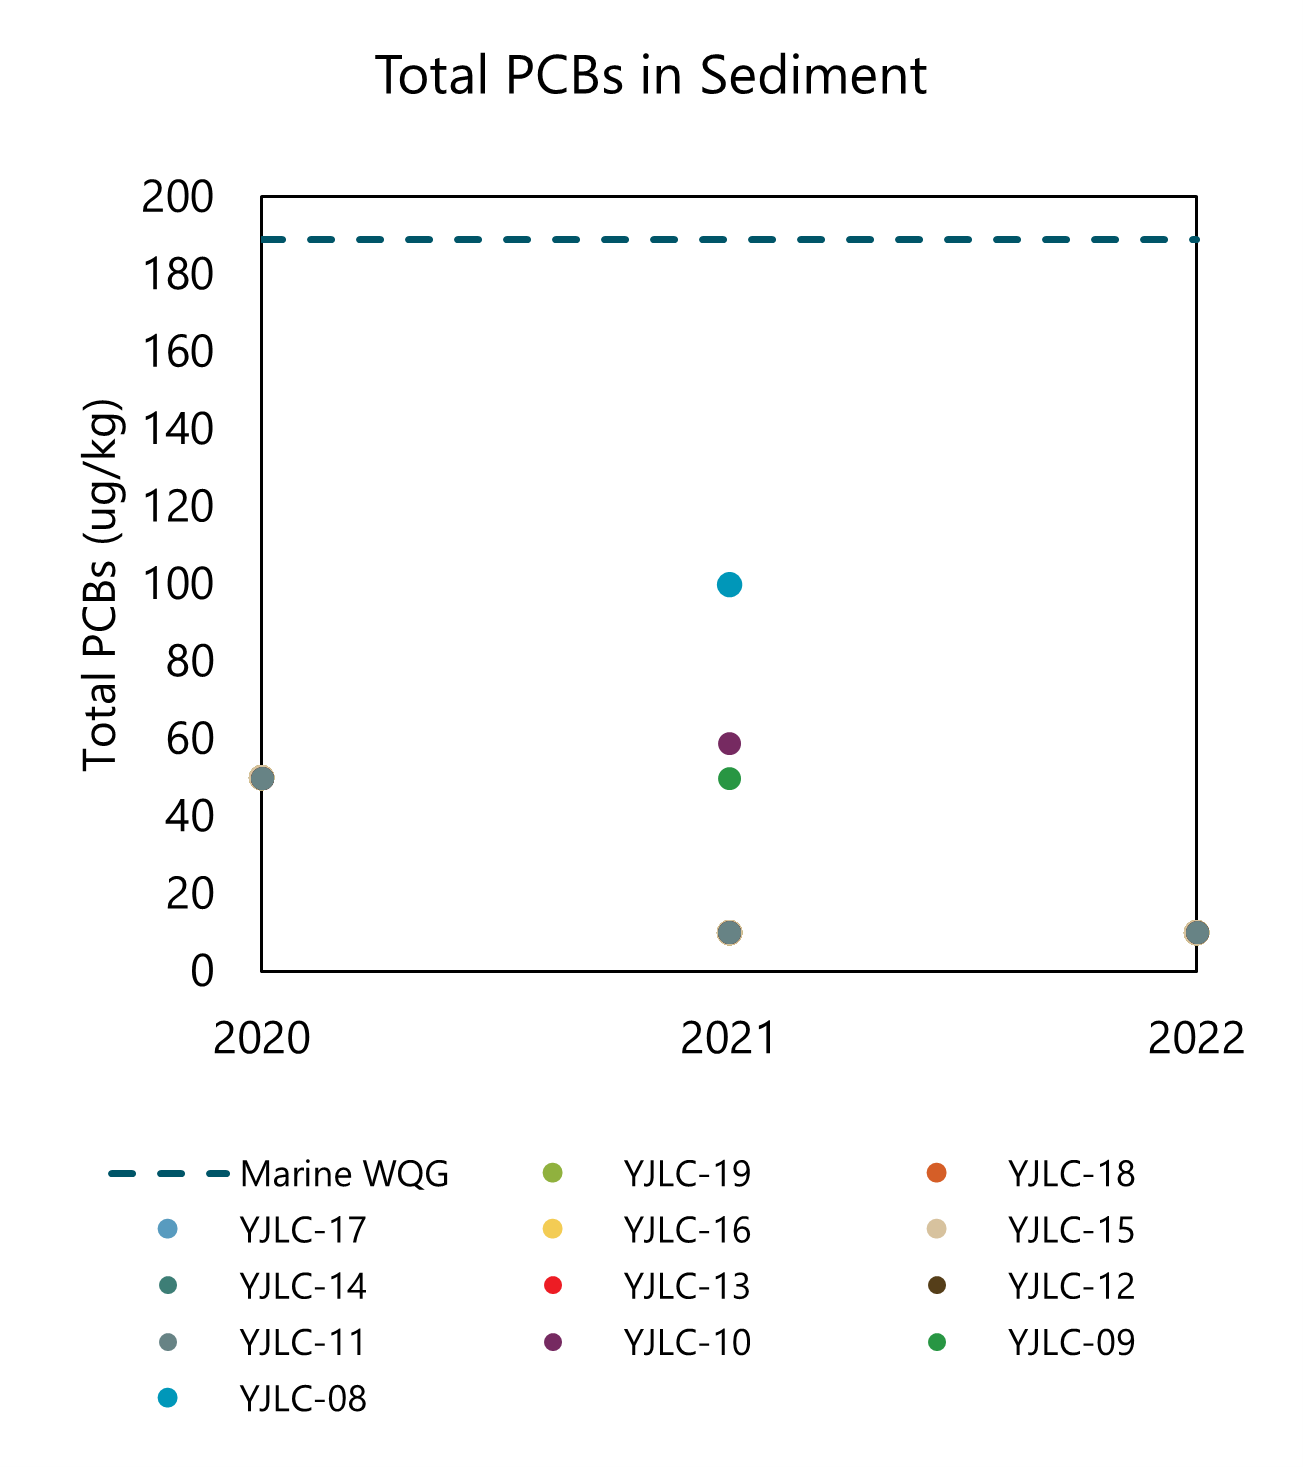 Total PCBs in Sediment
200
180
160
140
120
100
80
60
40
20
0
Total PCBs (ug/kg)
2020 2021 2022
Marine WQG YJLC-19 YJLC-18
YJLC-17 YJLC-16 YJLC-15
YJLC-14 YJLC-13 YJLC-12
YJLC-11 YJLC-10 YJLC-09
YJLC-08